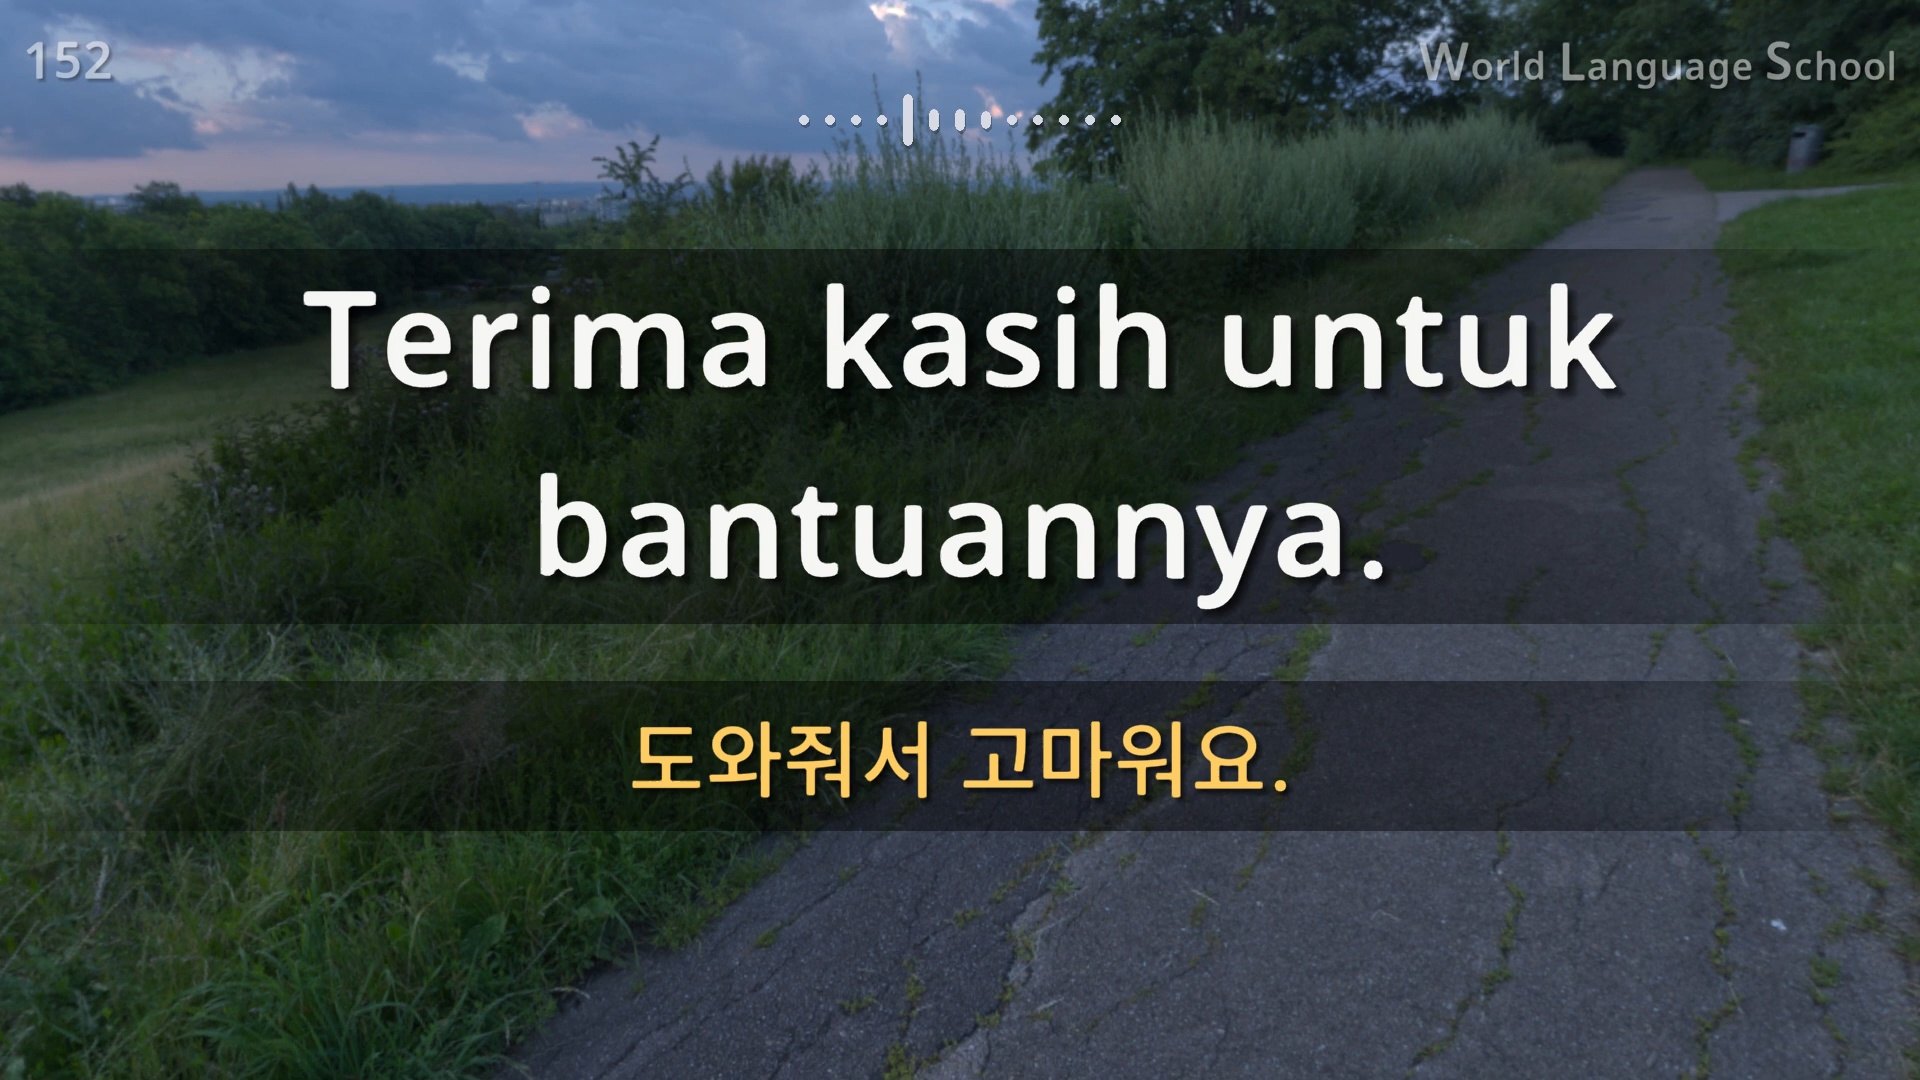 152
World Language School
Terima kasih untuk
bantuannya.
도와줘서 고마워요.